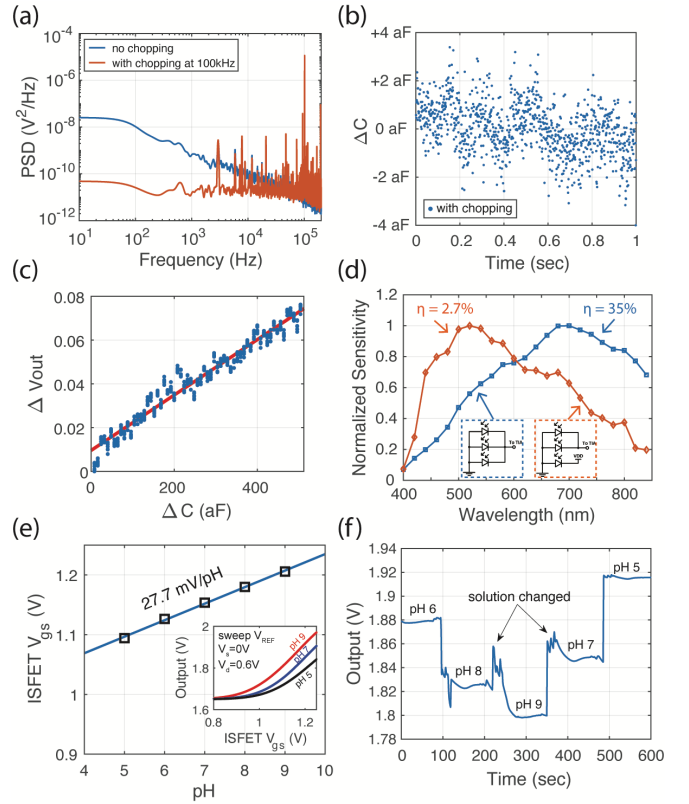 (a)
no chopping
with chopping at 100kHz
PSD (V²/Hz)
10⁻⁴
10⁻⁶
10⁻⁸
10⁻¹⁰
10⁻¹²
10¹
10²
10³
10⁴
10⁵
Frequency (Hz)
(b)
ΔC
+4 aF
+2 aF
0 aF
-2 aF
-4 aF
with chopping
0
0.2
0.4
0.6
0.8
1
Time (sec)
(c)
Δ Vout
0.08
0.06
0.04
0.02
0
0
200
400
Δ C (aF)
(d)
Normalized Sensitivity
1.2
1
0.8
0.6
0.4
0.2
0
η = 2.7%
η = 35%
To TIA
To TIA
VDD
400
500
600
700
800
Wavelength (nm)
(e)
ISFET Vgs (V)
1.2
1.1
1
0.9
27.7 mV/pH
4
5
6
7
8
9
10
pH
sweep VREF
Vs=0V
Vd=0.6V
Output (V)
2
1.8
1.6
pH 9
pH 7
pH 5
0.8
1
1.2
ISFET Vgs (V)
(f)
Output (V)
1.94
1.92
1.9
1.88
1.86
1.84
1.82
1.8
1.78
pH 6
pH 8
solution changed
pH 9
pH 7
pH 5
0
100
200
300
400
500
600
Time (sec)